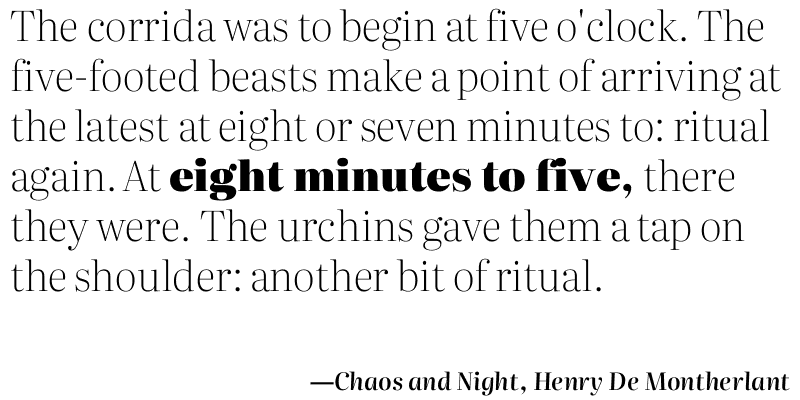 The corrida was to begin at five o'clock. The
five-footed beasts make a point of arriving at
the latest at eight or seven minutes to: ritual
again. At eight minutes to five, there
they were. The urchins gave them a tap on
the shoulder: another bit of ritual.
—Chaos and Night, Henry De Montherlant